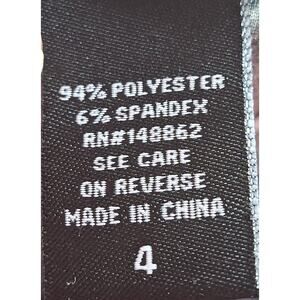 94% POLYESTER
6% SPANDEX
RN#148862
SEE CARE
ON REVERSE
MADE IN CHINA
4